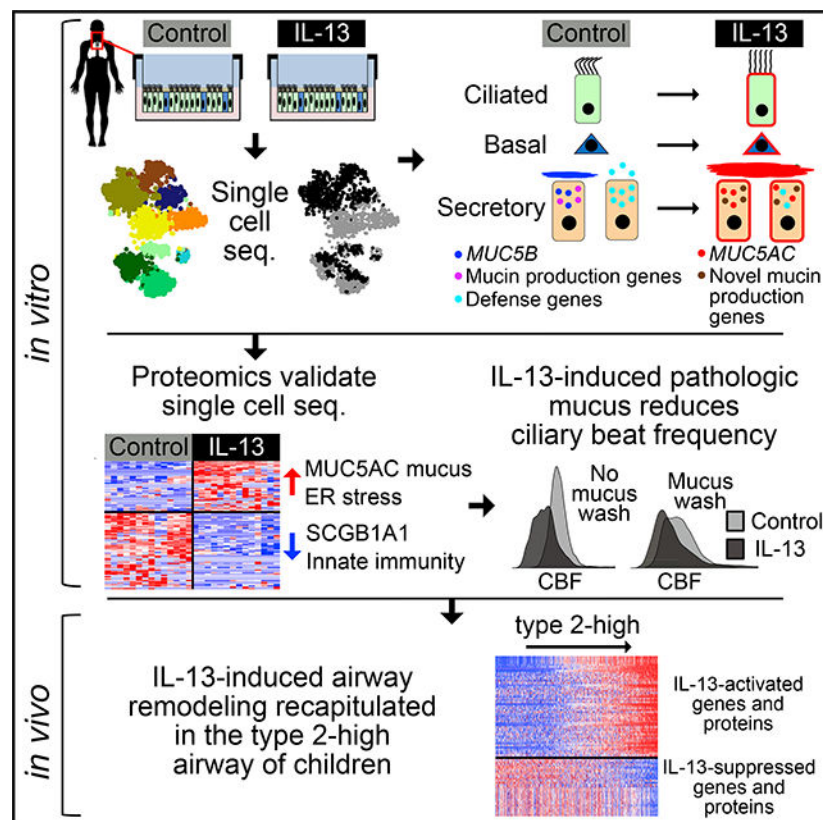 Control
IL-13
Control
IL-13
Ciliated
Basal
Single
cell
seq.
Secretory
MUC5B
Mucin production genes
Defense genes
MUC5AC
Novel mucin
production
genes
in vitro
Proteomics validate
single cell seq.
IL-13-induced pathologic
mucus reduces
ciliary beat frequency
Control
IL-13
MUC5AC mucus
ER stress
SCGB1A1
Innate immunity
No
mucus
wash
Mucus
wash
Control
IL-13
CBF
CBF
in vivo
type 2-high
IL-13-induced airway
remodeling recapitulated
in the type 2-high
airway of children
IL-13-activated
genes and
proteins
IL-13-suppressed
genes and
proteins